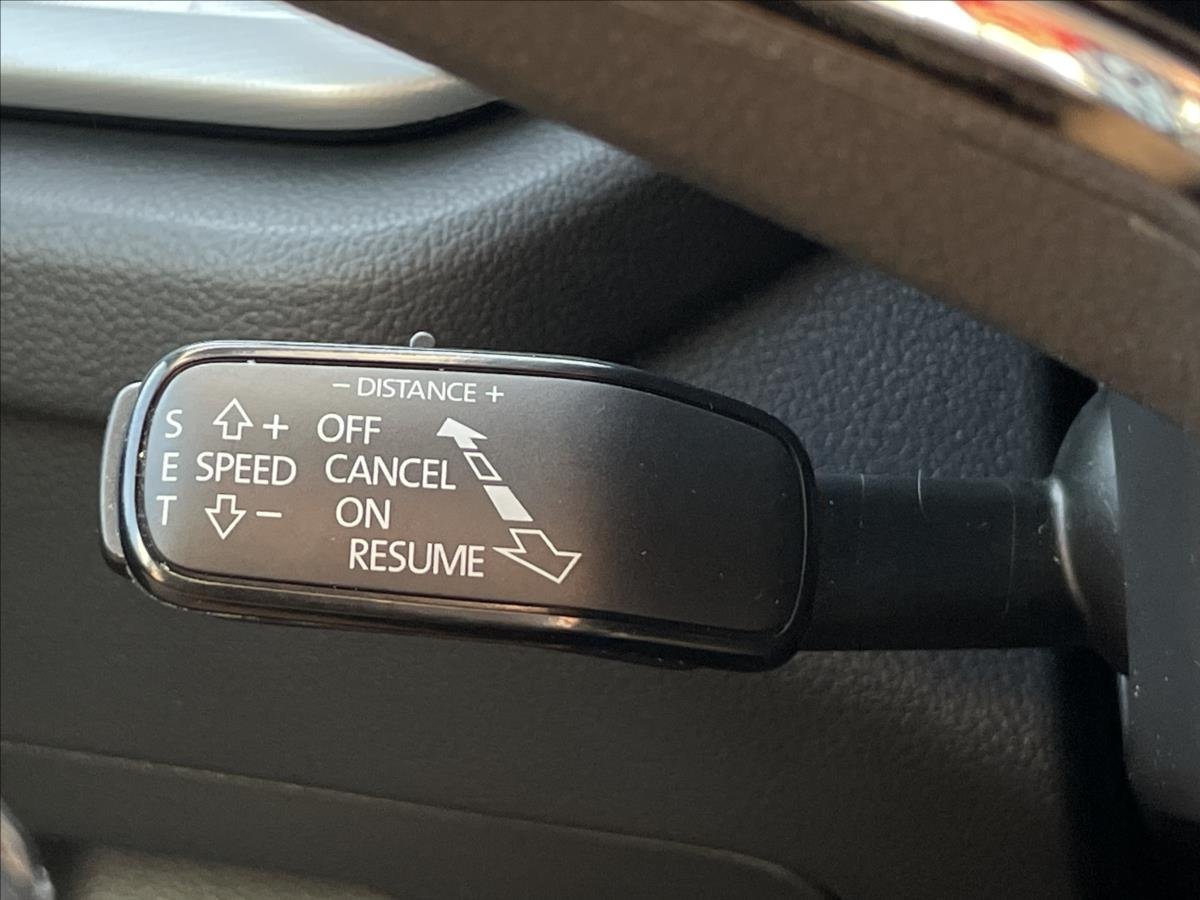 – DISTANCE +
S + OFF
E SPEED CANCEL
T – ON
RESUME